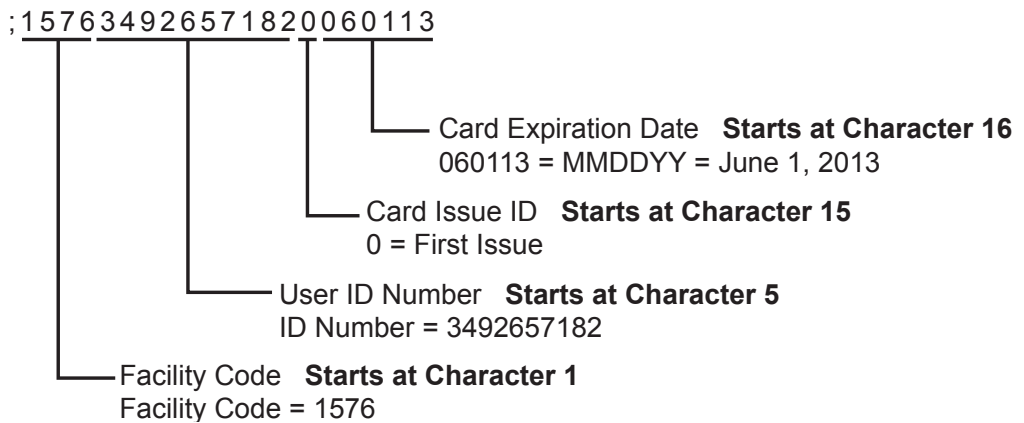 ;157634926571820060113
Card Expiration Date Starts at Character 16
060113 = MMDDYY = June 1, 2013
Card Issue ID Starts at Character 15
0 = First Issue
User ID Number Starts at Character 5
ID Number = 3492657182
Facility Code Starts at Character 1
Facility Code = 1576